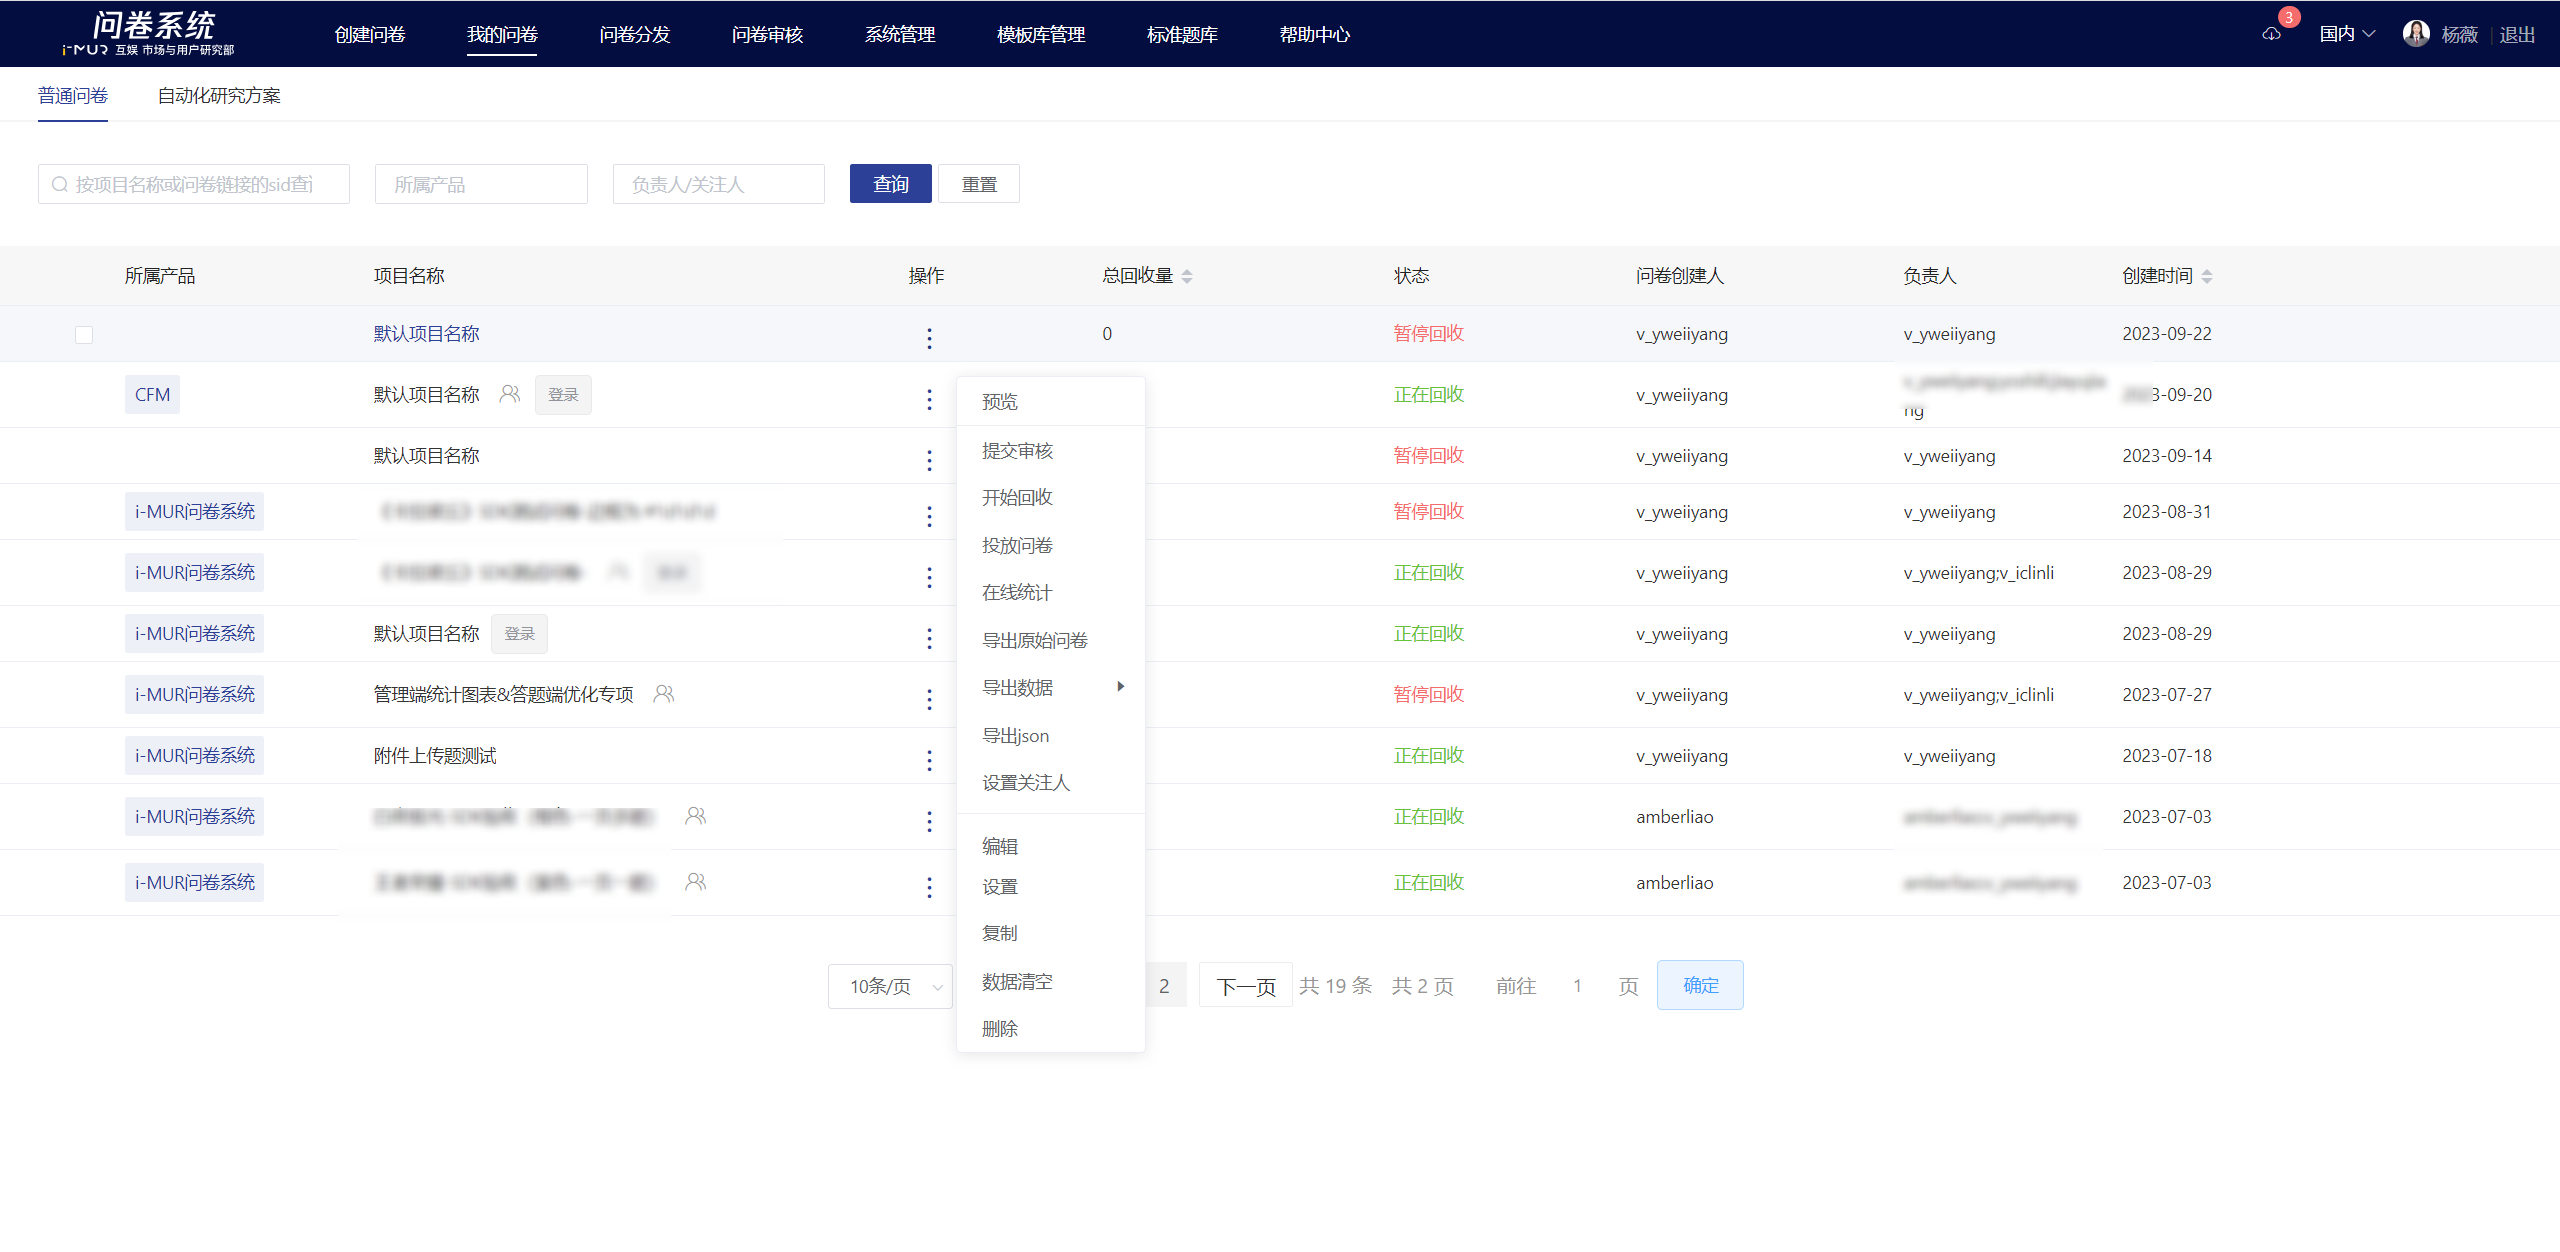 问卷系统
i-MUR 互娱 市场与用户研究部
创建问卷 我的问卷 问卷分发 问卷审核 系统管理 模板库管理 标准题库 帮助中心 3 国内 杨薇 退出
普通问卷 自动化研究方案
按项目名称或问卷链接的sid查 所属产品 负责人/关注人 查询 重置
所属产品 项目名称 操作 总回收量 状态 问卷创建人 负责人 创建时间
默认项目名称 0 暂停回收 v_yweiiyang v_yweiiyang 2023-09-22
CFM 默认项目名称 登录 正在回收 v_yweiiyang 3-09-20
ng
默认项目名称 暂停回收 v_yweiiyang v_yweiiyang 2023-09-14
i-MUR问卷系统 暂停回收 v_yweiiyang v_yweiiyang 2023-08-31
i-MUR问卷系统 正在回收 v_yweiiyang v_yweiiyang;v_iclinli 2023-08-29
i-MUR问卷系统 默认项目名称 登录 正在回收 v_yweiiyang v_yweiiyang 2023-08-29
i-MUR问卷系统 管理端统计图表&答题端优化专项 暂停回收 v_yweiiyang v_yweiiyang;v_iclinli 2023-07-27
i-MUR问卷系统 附件上传题测试 正在回收 v_yweiiyang v_yweiiyang 2023-07-18
i-MUR问卷系统 正在回收 amberliao 2023-07-03
i-MUR问卷系统 正在回收 amberliao 2023-07-03
预览
提交审核
开始回收
投放问卷
在线统计
导出原始问卷
导出数据
导出json
设置关注人
编辑
设置
复制
数据清空
删除
10条/页 2 下一页 共 19 条 共 2 页 前往 1 页 确定